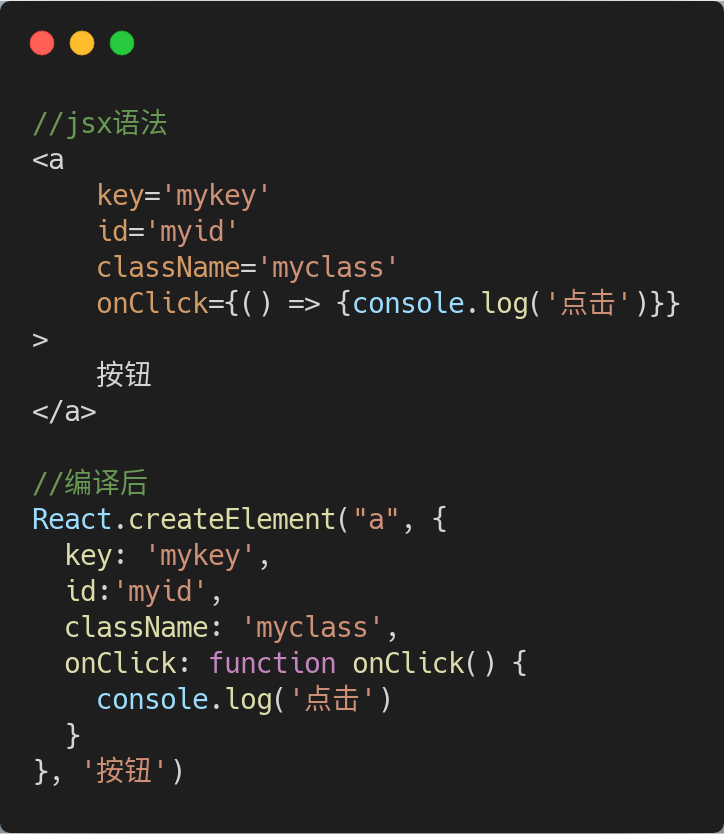 //jsx语法
<a
    key='mykey'
    id='myid'
    className='myclass'
    onClick={() => {console.log('点击')}}
>
    按钮
</a>

//编译后
React.createElement("a", {
  key: 'mykey',
  id:'myid',
  className: 'myclass',
  onClick: function onClick() {
    console.log('点击')
  }
}, '按钮')